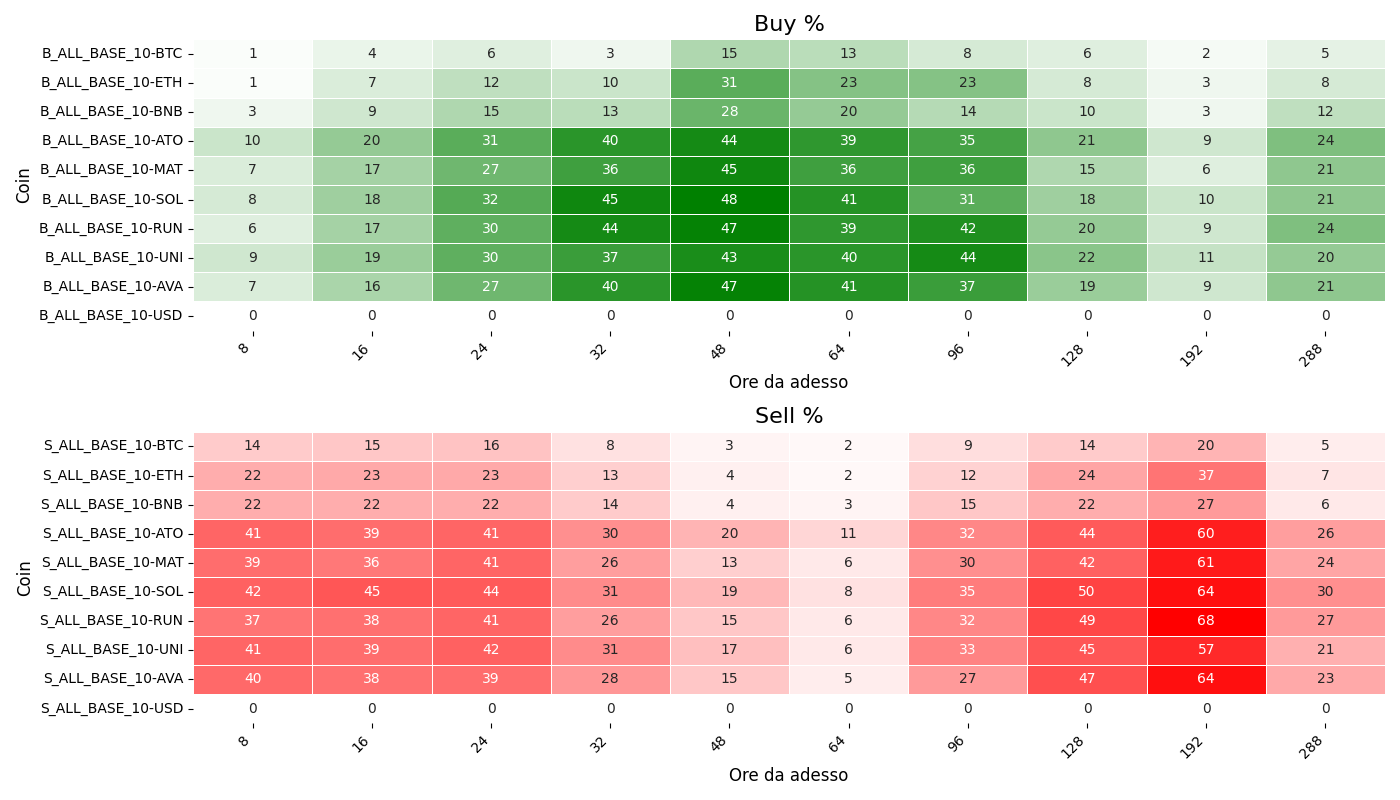 Buy %
Coin
B_ALL_BASE_10-BTC 1 4 6 3 15 13 8 6 2 5
B_ALL_BASE_10-ETH 1 7 12 10 31 23 23 8 3 8
B_ALL_BASE_10-BNB 3 9 15 13 28 20 14 10 3 12
B_ALL_BASE_10-ATO 10 20 31 40 44 39 35 21 9 24
B_ALL_BASE_10-MAT 7 17 27 36 45 36 36 15 6 21
B_ALL_BASE_10-SOL 8 18 32 45 48 41 31 18 10 21
B_ALL_BASE_10-RUN 6 17 30 44 47 39 42 20 9 24
B_ALL_BASE_10-UNI 9 19 30 37 43 40 44 22 11 20
B_ALL_BASE_10-AVA 7 16 27 40 47 41 37 19 9 21
B_ALL_BASE_10-USD 0 0 0 0 0 0 0 0 0 0
8 16 24 32 48 64 96 128 192 288
Ore da adesso
Sell %
Coin
S_ALL_BASE_10-BTC 14 15 16 8 3 2 9 14 20 5
S_ALL_BASE_10-ETH 22 23 23 13 4 2 12 24 37 7
S_ALL_BASE_10-BNB 22 22 22 14 4 3 15 22 27 6
S_ALL_BASE_10-ATO 41 39 41 30 20 11 32 44 60 26
S_ALL_BASE_10-MAT 39 36 41 26 13 6 30 42 61 24
S_ALL_BASE_10-SOL 42 45 44 31 19 8 35 50 64 30
S_ALL_BASE_10-RUN 37 38 41 26 15 6 32 49 68 27
S_ALL_BASE_10-UNI 41 39 42 31 17 6 33 45 57 21
S_ALL_BASE_10-AVA 40 38 39 28 15 5 27 47 64 23
S_ALL_BASE_10-USD 0 0 0 0 0 0 0 0 0 0
8 16 24 32 48 64 96 128 192 288
Ore da adesso